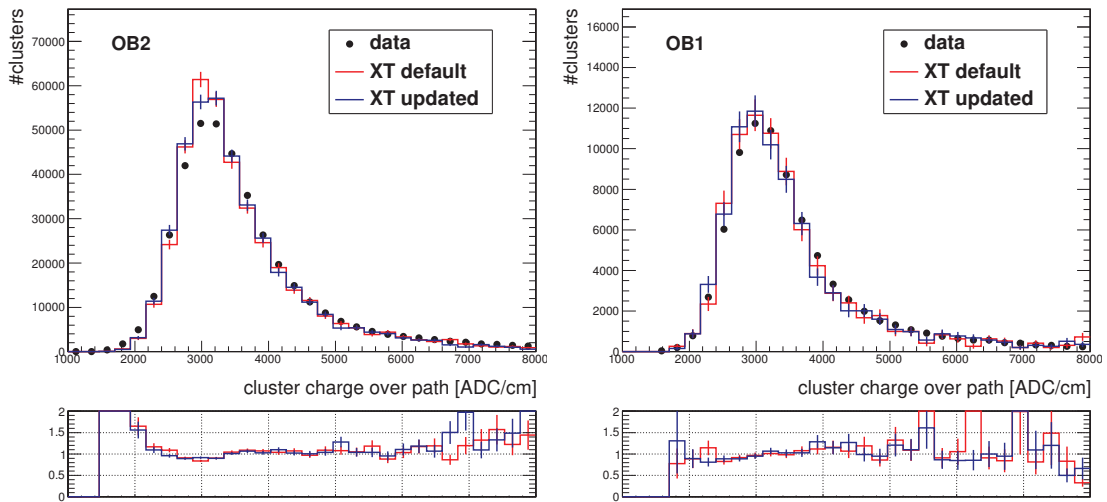 #clusters
OB2
data
XT default
XT updated
70000
60000
50000
40000
30000
20000
10000
0
1000 2000 3000 4000 5000 6000 7000 8000
cluster charge over path [ADC/cm]
2
1.5
1
0.5
0
#clusters
OB1
data
XT default
XT updated
16000
14000
12000
10000
8000
6000
4000
2000
0
2000 3000 4000 5000 6000 7000 8000
cluster charge over path [ADC/cm]
2
1.5
1
0.5
0